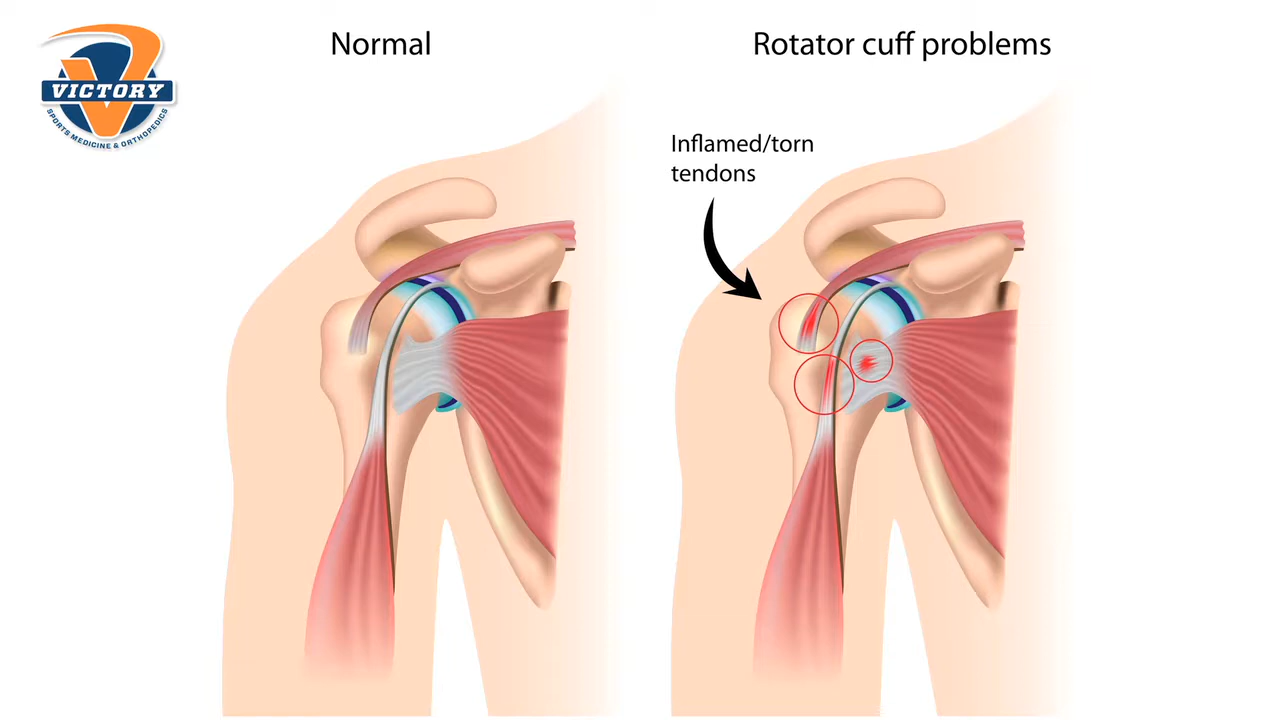 VICTORY
SPORTS MEDICINE & ORTHOPEDICS
Normal
Rotator cuff problems
Inflamed/torn
tendons